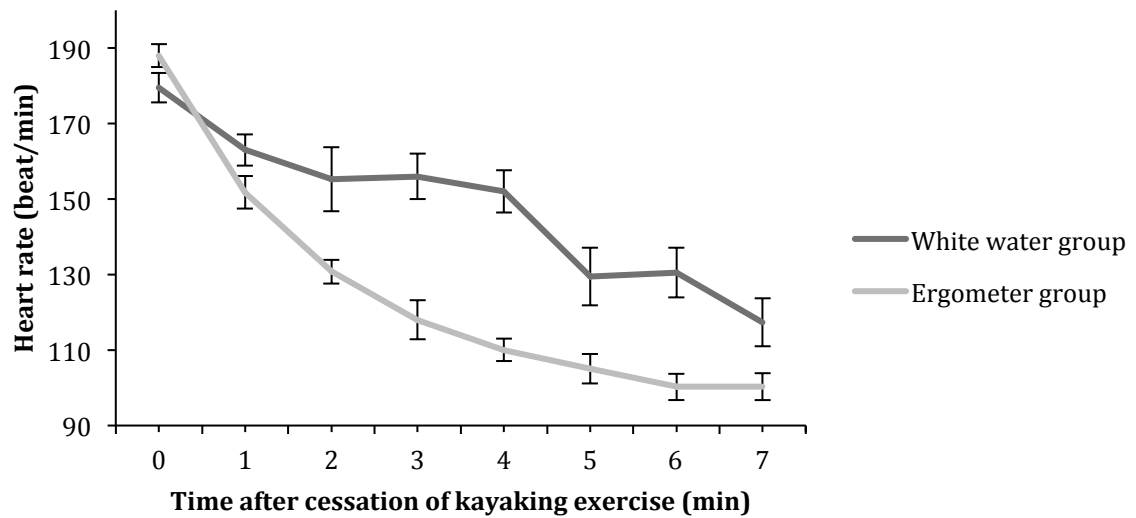 Heart rate (beat/min)
190
170
150
130
110
90
0 1 2 3 4 5 6 7
Time after cessation of kayaking exercise (min)
White water group
Ergometer group